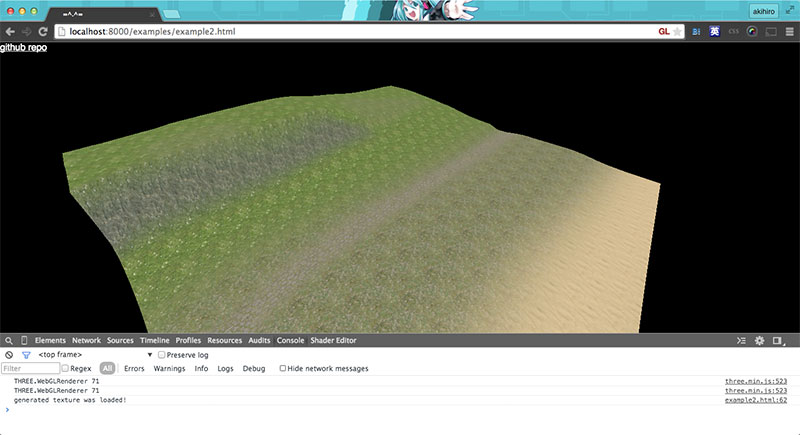 =^.^=
akihiro
localhost:8000/examples/example2.html
GL
B!
英
CSS
github repo
Elements Network Sources Timeline Profiles Resources Audits Console Shader Editor
<top frame> Preserve log
Filter Regex All Errors Warnings Info Logs Debug Hide network messages
THREE.WebGLRenderer 71 three.min.js:523
THREE.WebGLRenderer 71 three.min.js:523
generated texture was loaded! example2.html:62